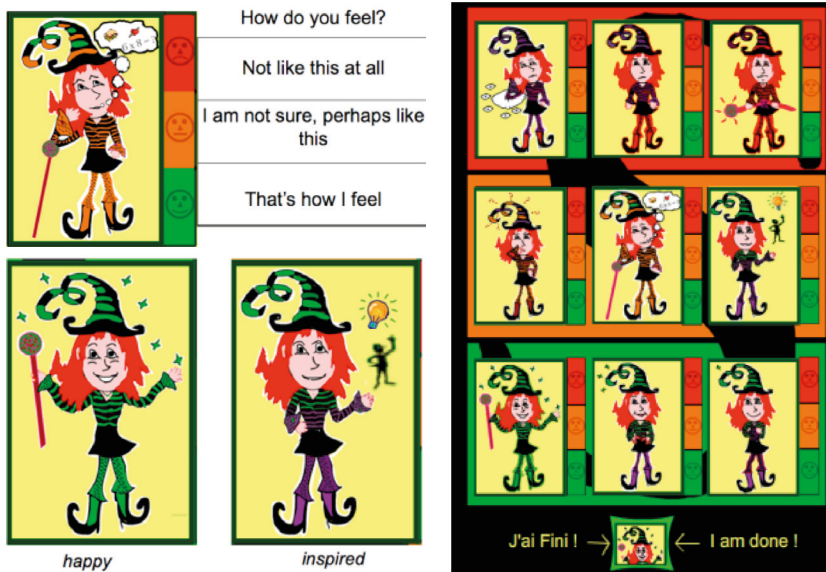 How do you feel?
Not like this at all
I am not sure, perhaps like
this
That's how I feel
happy
inspired
J'ai Fini !
I am done !